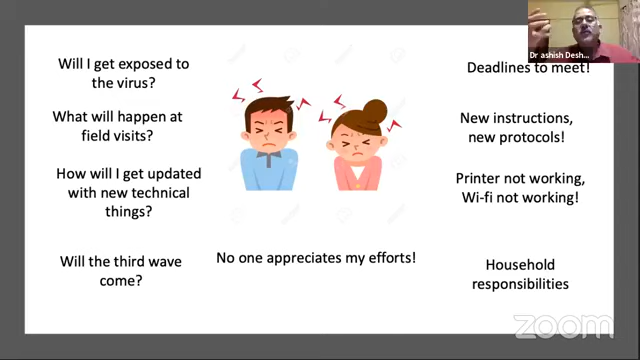 Dr ashish Desh...
Will I get exposed to
the virus?
What will happen at
field visits?
How will I get updated
with new technical
things?
Will the third wave
come?
No one appreciates my efforts!
Deadlines to meet!
New instructions,
new protocols!
Printer not working,
Wi-fi not working!
Household
responsibilities
zoom